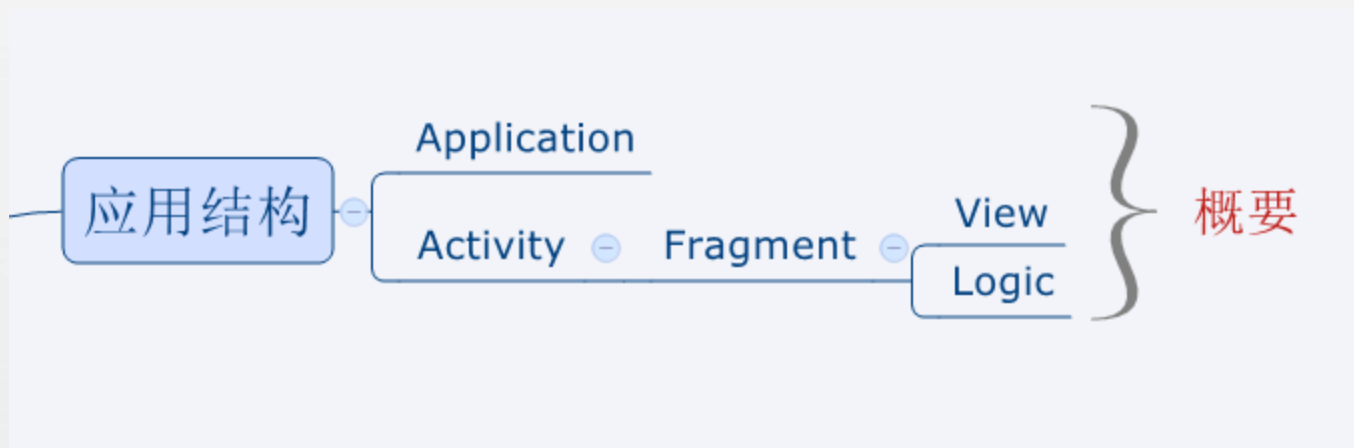 应用结构
Application
Activity
Fragment
View
Logic
概要